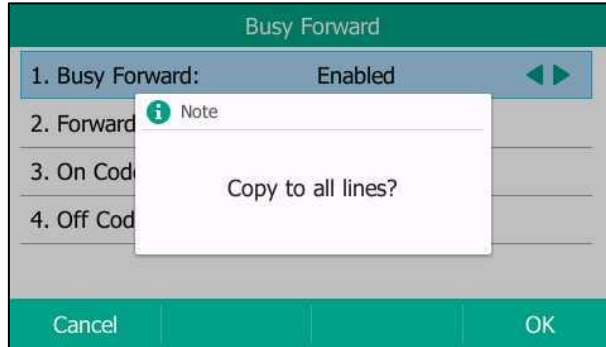 Busy Forward
1. Busy Forward: Enabled
2. Forward
Note
3. On Cod
Copy to all lines?
4. Off Cod
Cancel OK